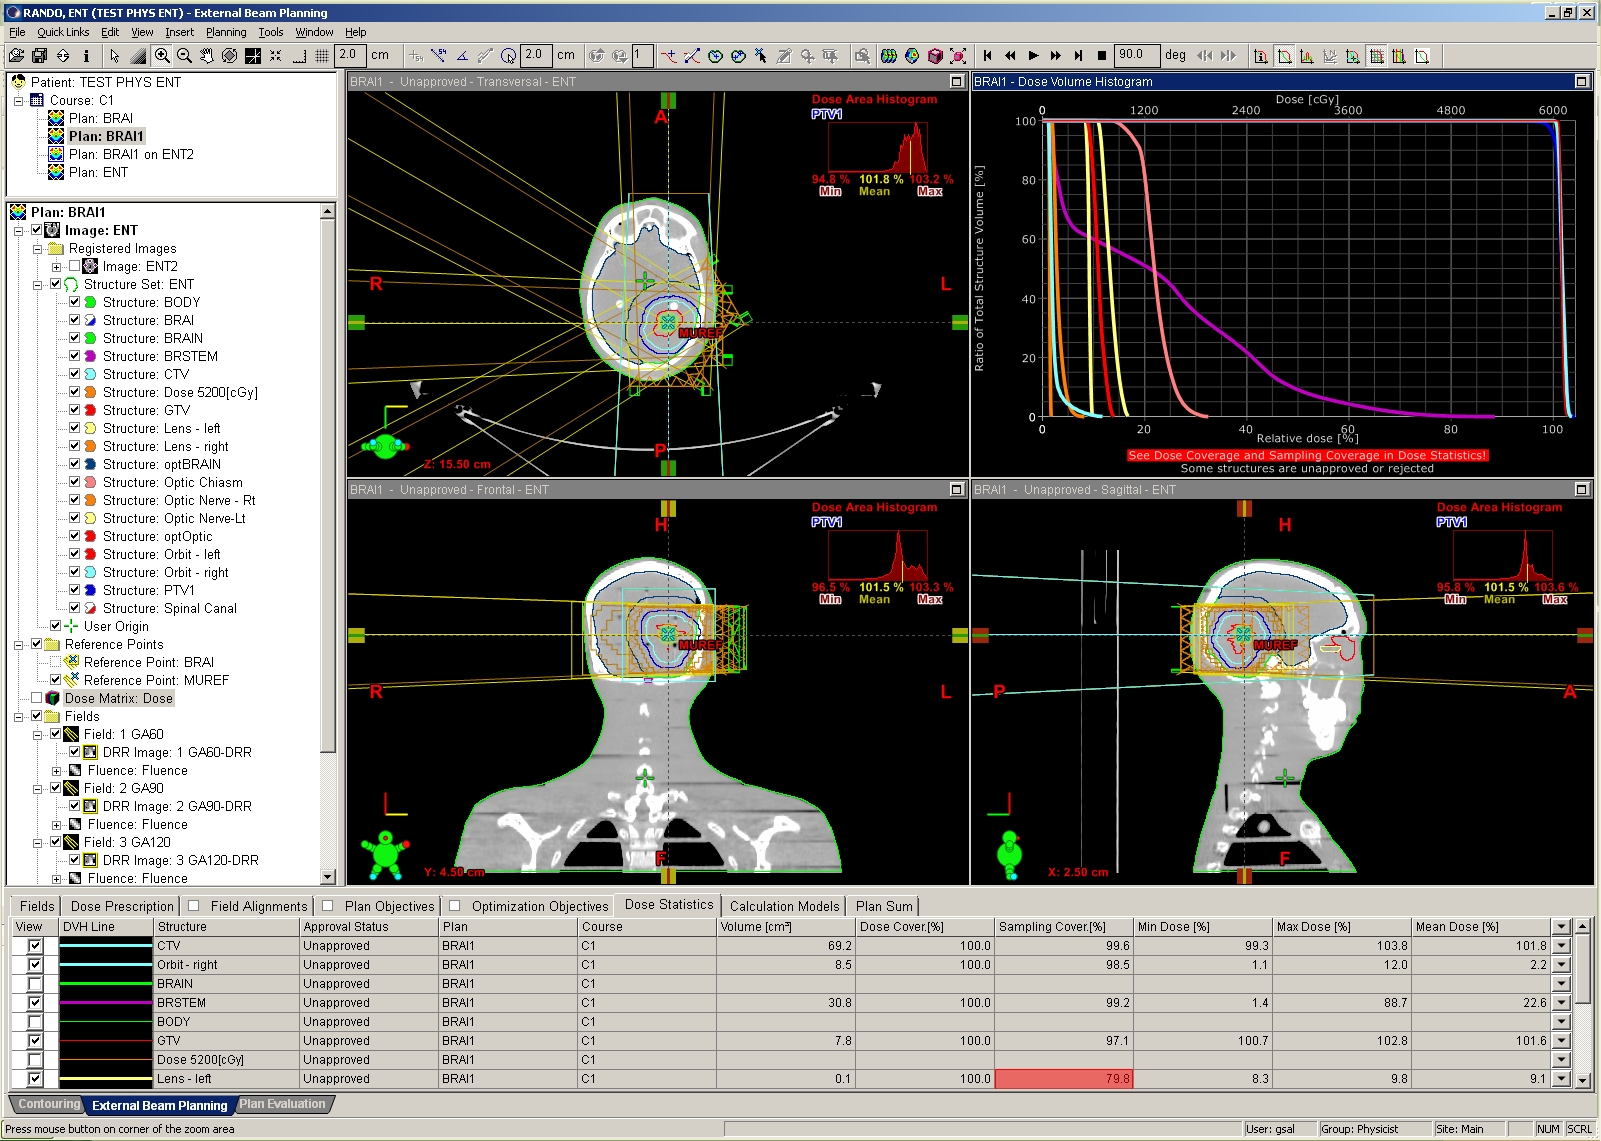 RANDO, ENT (TEST PHYS ENT) - External Beam Planning
File Quick Links Edit View Insert Planning Tools Window Help
2.0 cm 2.0 cm 1 90.0 deg
Patient: TEST PHYS ENT
Course: C1
Plan: BRAI
Plan: BRAI1
Plan: BRAI1 on ENT2
Plan: ENT
Plan: BRAI1
Image: ENT
Registered Images
Image: ENT2
Structure Set: ENT
Structure: BODY
Structure: BRAI
Structure: BRAIN
Structure: BRSTEM
Structure: CTV
Structure: Dose 5200[cGy]
Structure: GTV
Structure: Lens - left
Structure: Lens - right
Structure: optBRAIN
Structure: Optic Chiasm
Structure: Optic Nerve - Rt
Structure: Optic Nerve-Lt
Structure: optOptic
Structure: Orbit - left
Structure: Orbit - right
Structure: PTV1
Structure: Spinal Canal
User Origin
Reference Points
Reference Point: BRAI
Reference Point: MUREF
Dose Matrix: Dose
Fields
Field: 1 GA60
DRR Image: 1 GA60-DRR
Fluence: Fluence
Field: 2 GA90
DRR Image: 2 GA90-DRR
Fluence: Fluence
Field: 3 GA120
DRR Image: 3 GA120-DRR
Fluence: Fluence
BRAI1 - Unapproved - Transversal - ENT
Dose Area Histogram
PTV1
94.8 % 101.8 % 103.2 %
Min Mean Max
A
R
L
MUREF
P
Z: 15.50 cm
BRAI1 - Dose Volume Histogram
Dose [cGy]
0 1200 2400 3600 4800 6000
100
80
60
40
20
0
Ratio of Total Structure Volume [%]
0 20 40 60 80 100
Relative dose [%]
See Dose Coverage and Sampling Coverage in Dose Statistics!
Some structures are unapproved or rejected
BRAI1 - Unapproved - Frontal - ENT
Dose Area Histogram
PTV1
96.5 % 101.5 % 103.3 %
Min Mean Max
H
MUREF
R
L
F
Y: 4.50 cm
BRAI1 - Unapproved - Sagittal - ENT
Dose Area Histogram
PTV1
95.8 % 101.5 % 103.6 %
Min Mean Max
H
MUREF
P
A
F
X: 2.50 cm
Fields Dose Prescription Field Alignments Plan Objectives Optimization Objectives Dose Statistics Calculation Models Plan Sum
View DVH Line Structure Approval Status Plan Course Volume [cm³] Dose Cover.[%] Sampling Cover.[%] Min Dose [%] Max Dose [%] Mean Dose [%]
CTV Unapproved BRAI1 C1 69.2 100.0 99.6 99.3 103.8 101.8
Orbit - right Unapproved BRAI1 C1 8.5 100.0 98.5 1.1 12.0 2.2
BRAIN Unapproved BRAI1 C1
BRSTEM Unapproved BRAI1 C1 30.8 100.0 99.2 1.4 88.7 22.6
BODY Unapproved BRAI1 C1
GTV Unapproved BRAI1 C1 7.8 100.0 97.1 100.7 102.8 101.6
Dose 5200[cGy] Unapproved BRAI1 C1
Lens - left Unapproved BRAI1 C1 0.1 100.0 79.8 8.3 9.8 9.1
Contouring External Beam Planning Plan Evaluation
Press mouse button on corner of the zoom area
User: gsal Group: Physicist Site: Main NUM SCRL